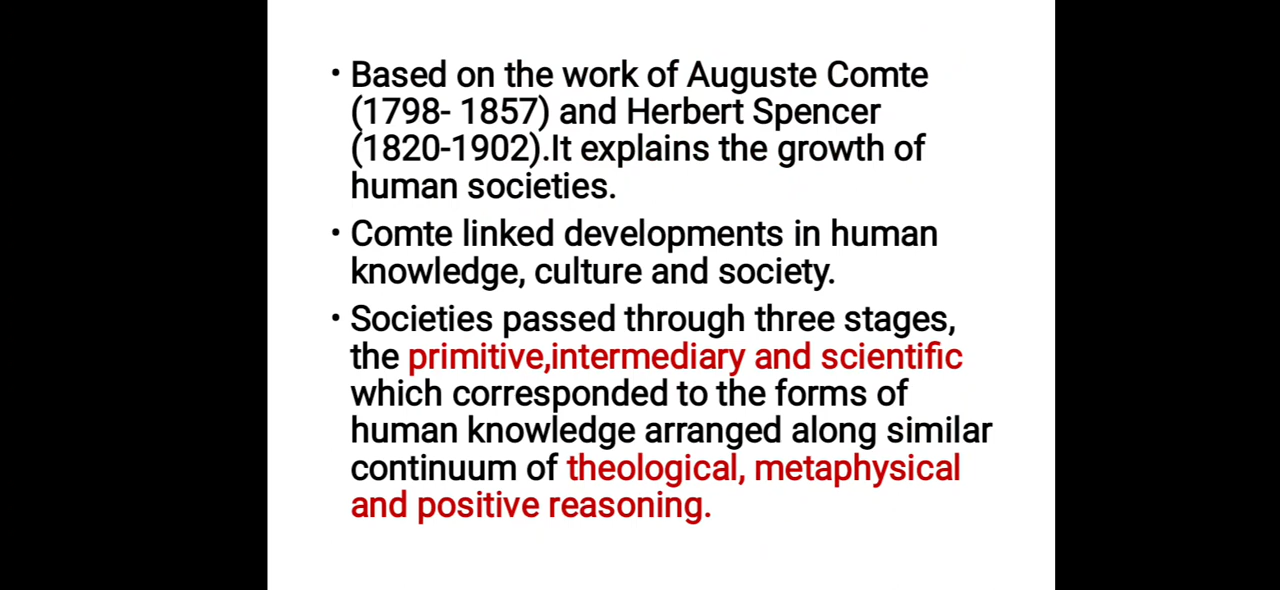 • Based on the work of Auguste Comte
(1798- 1857) and Herbert Spencer
(1820-1902).It explains the growth of
human societies.
• Comte linked developments in human
knowledge, culture and society.
• Societies passed through three stages,
the primitive,intermediary and scientific
which corresponded to the forms of
human knowledge arranged along similar
continuum of theological, metaphysical
and positive reasoning.